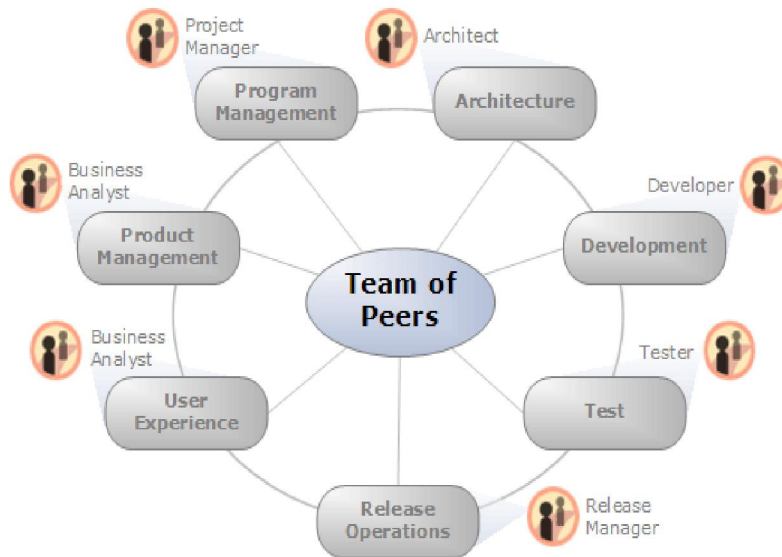 Project
Manager
Program
Management
Architect
Architecture
Business
Analyst
Product
Management
Developer
Development
Team of
Peers
Business
Analyst
User
Experience
Tester
Test
Release
Operations
Release
Manager